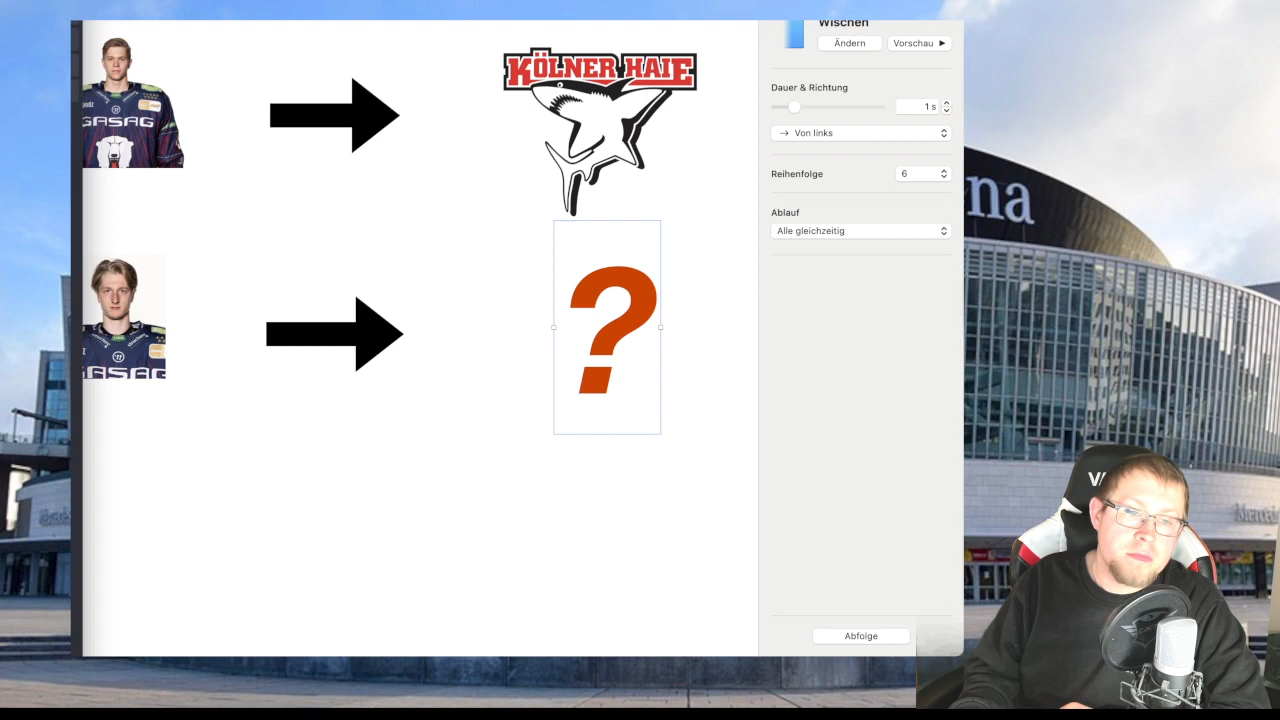 Wischen
Ändern
Vorschau
Dauer & Richtung
1 s
Von links
Reihenfolge
6
Ablauf
Alle gleichzeitig
Abfolge
KÖLNER HAIE
GASAG
GASAG
?
na